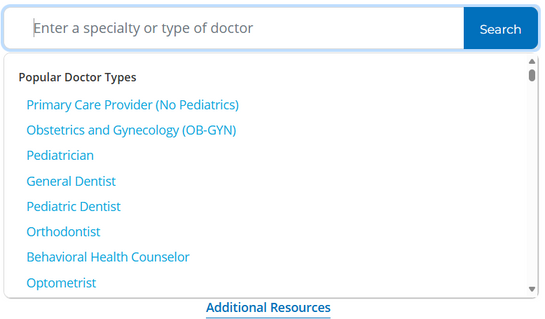 Enter a specialty or type of doctor
Search
Popular Doctor Types
Primary Care Provider (No Pediatrics)
Obstetrics and Gynecology (OB-GYN)
Pediatrician
General Dentist
Pediatric Dentist
Orthodontist
Behavioral Health Counselor
Optometrist
Additional Resources